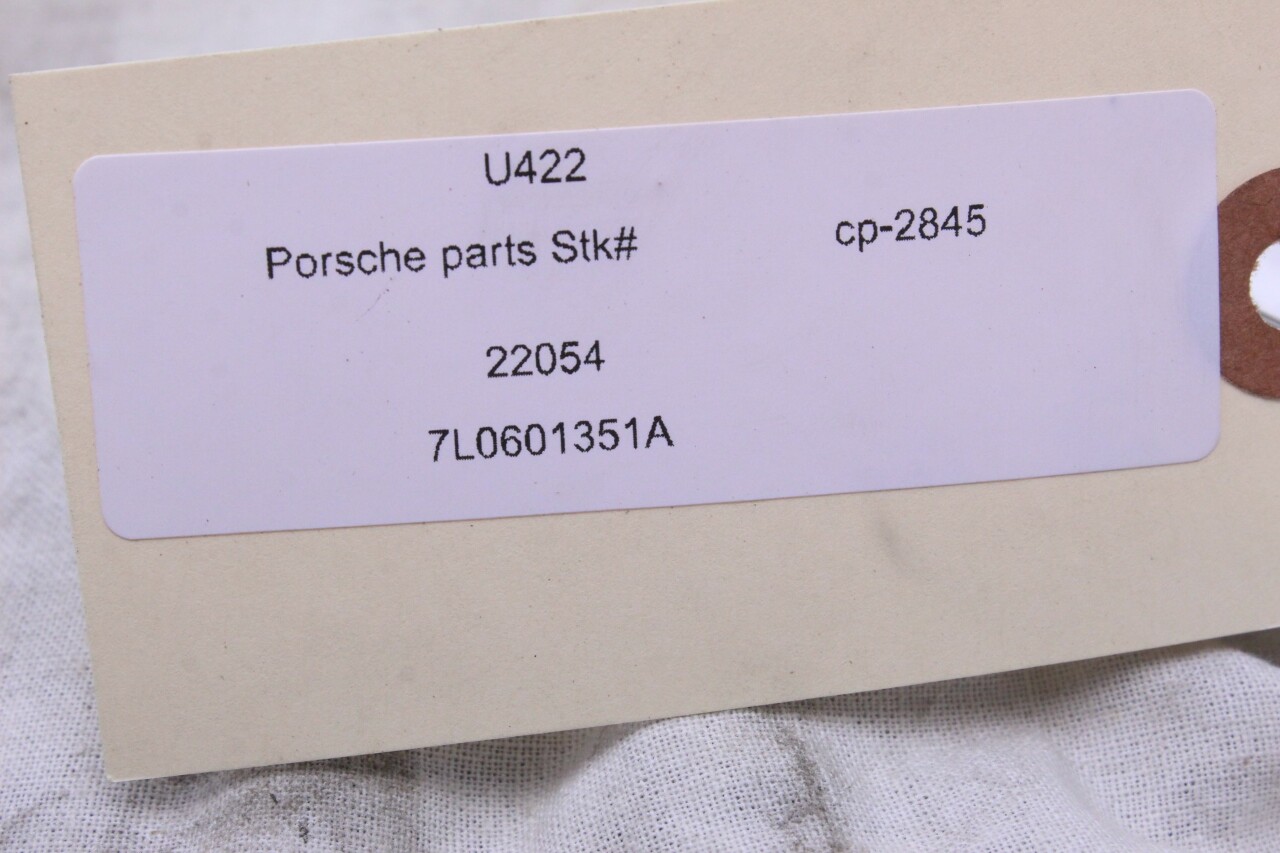 U422
Porsche parts Stk# cp-2845
22054
7L0601351A